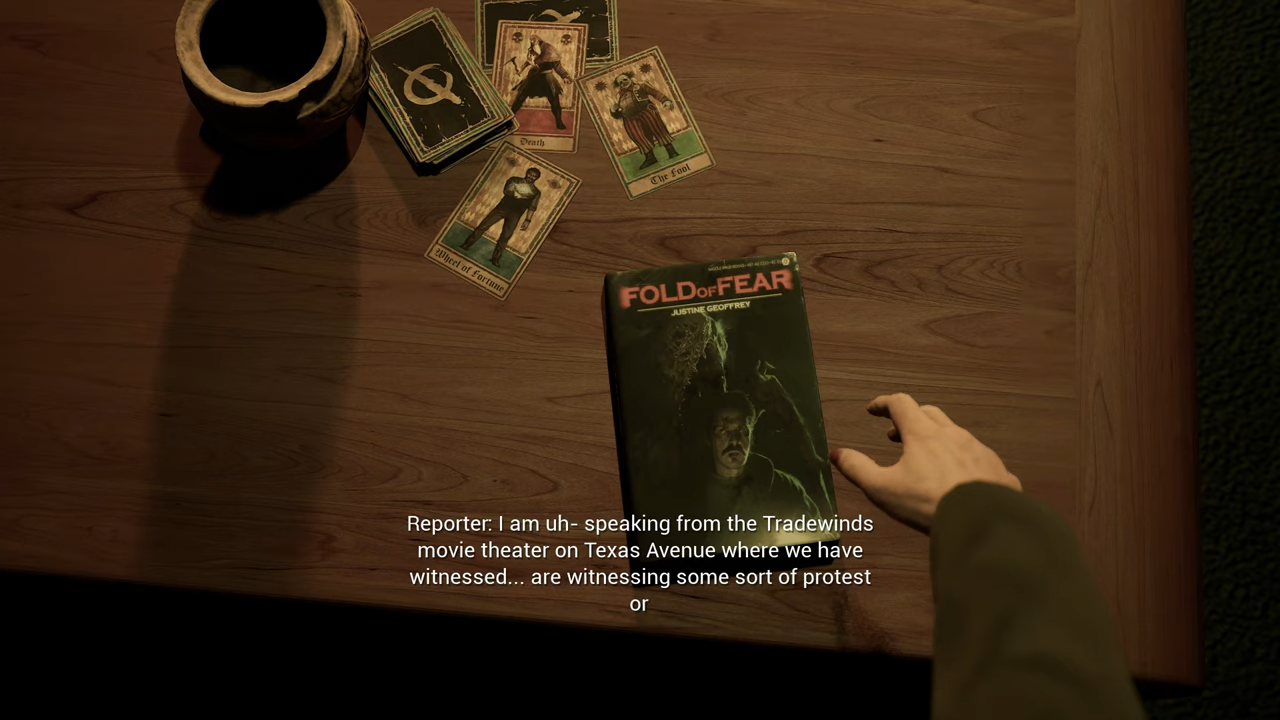 Death
The Fool
Wheel of Fortune
FOLD OF FEAR
JUSTINE GEOFFREY
Reporter: I am uh- speaking from the Tradewinds
movie theater on Texas Avenue where we have
witnessed... are witnessing some sort of protest
or